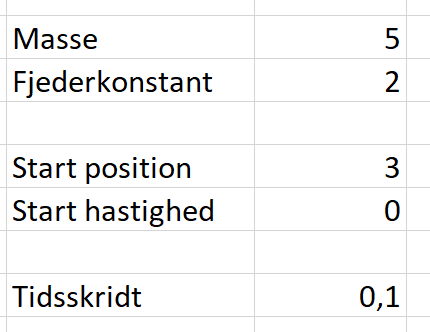 Masse 5
Fjederkonstant 2
Start position 3
Start hastighed 0
Tidsskridt 0,1